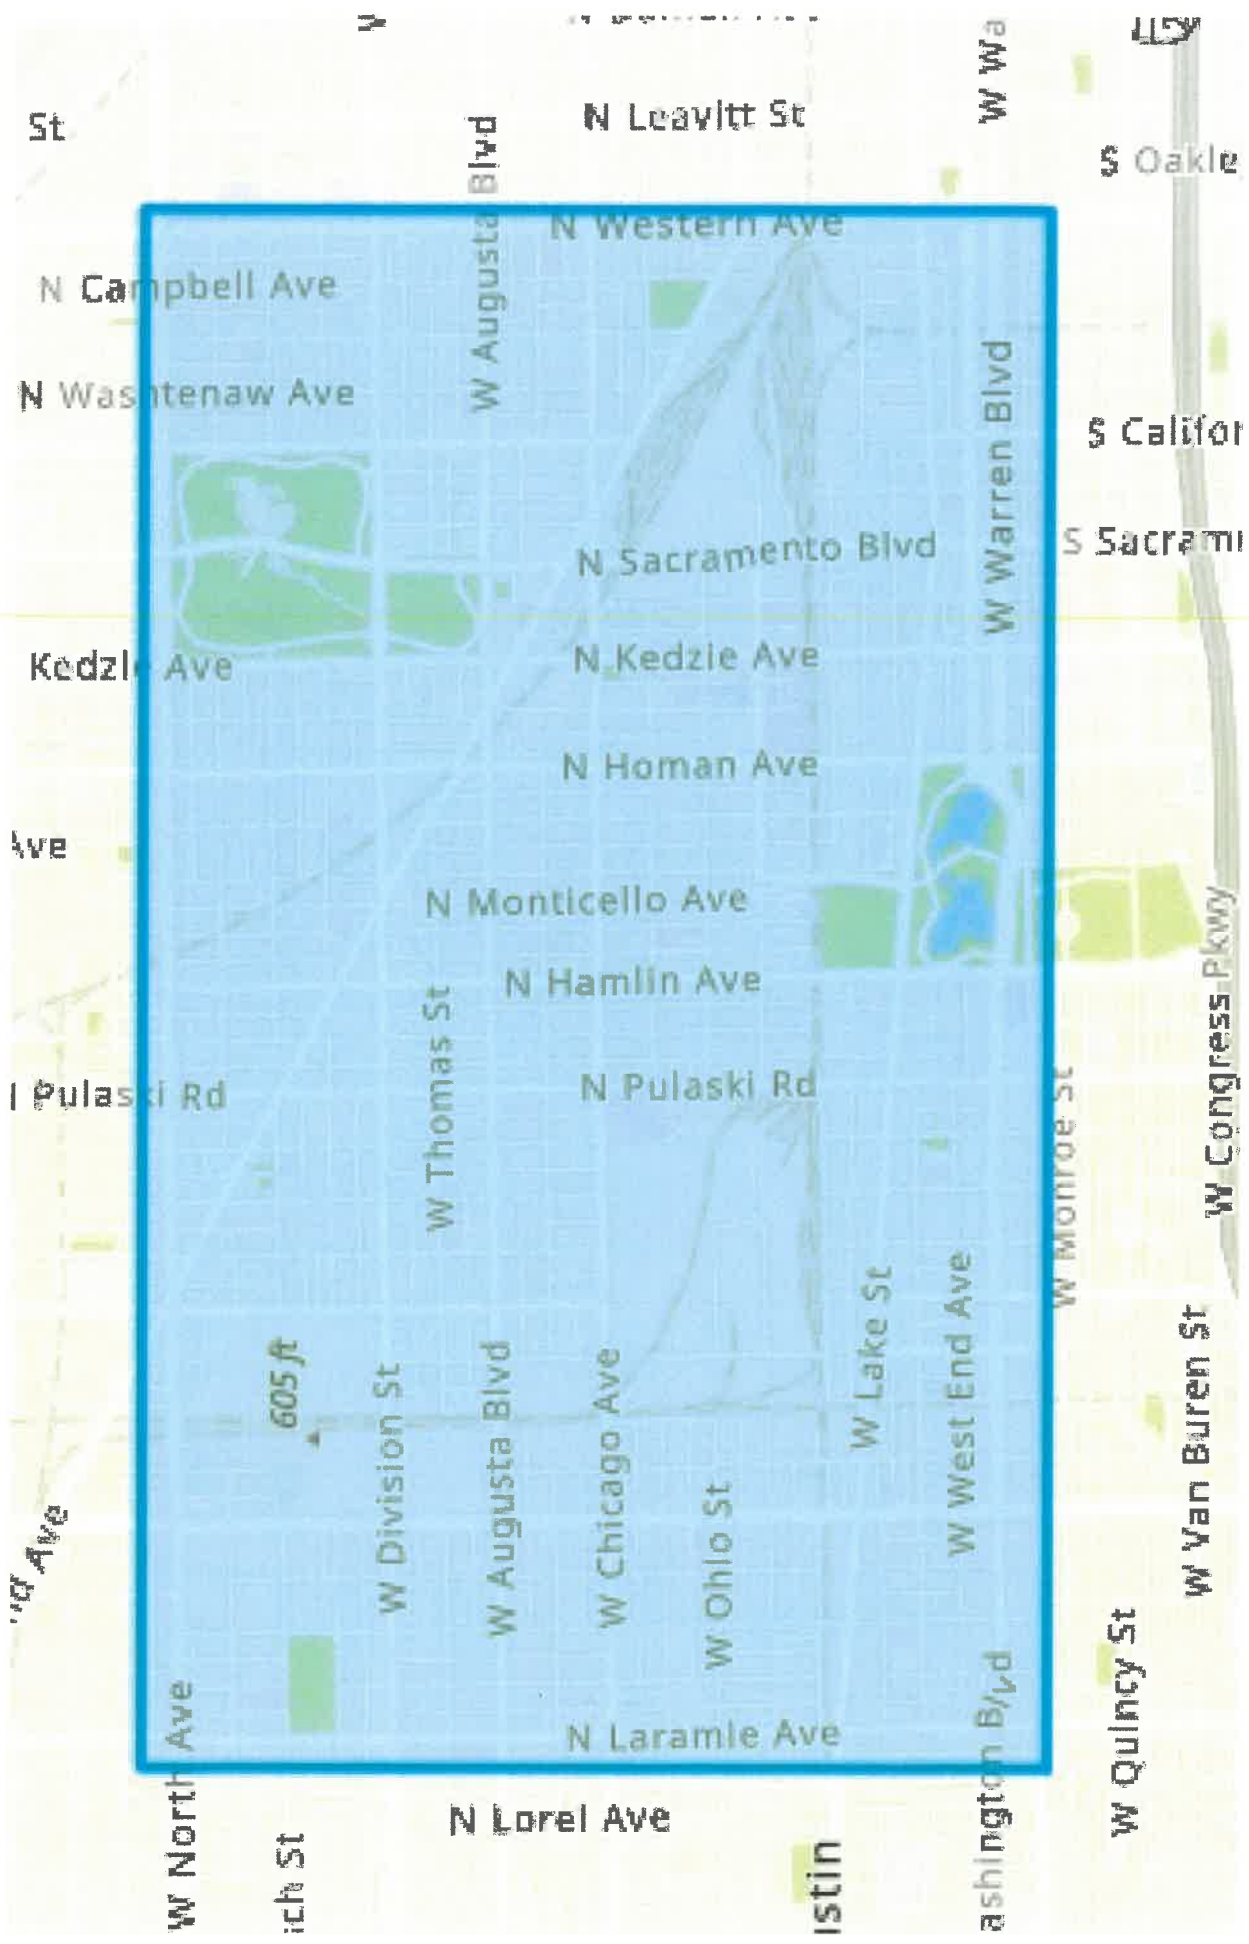 N Leavitt St
St
W Augusta Blvd
S Oakle
N Western Ave
N Campbell Ave
N Washtenaw Ave
W Warren Blvd
S Califor
N Sacramento Blvd
S Sacram
Kedzie Ave
N Kedzie Ave
N Homan Ave
Ave
N Monticello Ave
N Hamlin Ave
W Thomas St
W Congress Pkwy
Pulaski Rd
N Pulaski Rd
W Monroe St
605 ft
W Division St
W Augusta Blvd
W Chicago Ave
W Ohio St
W Lake St
W West End Ave
W Van Buren St
Ave
W Quincy St
W North Ave
N Laramie Ave
ashington Blvd
N Lorel Ave
ich St
stin